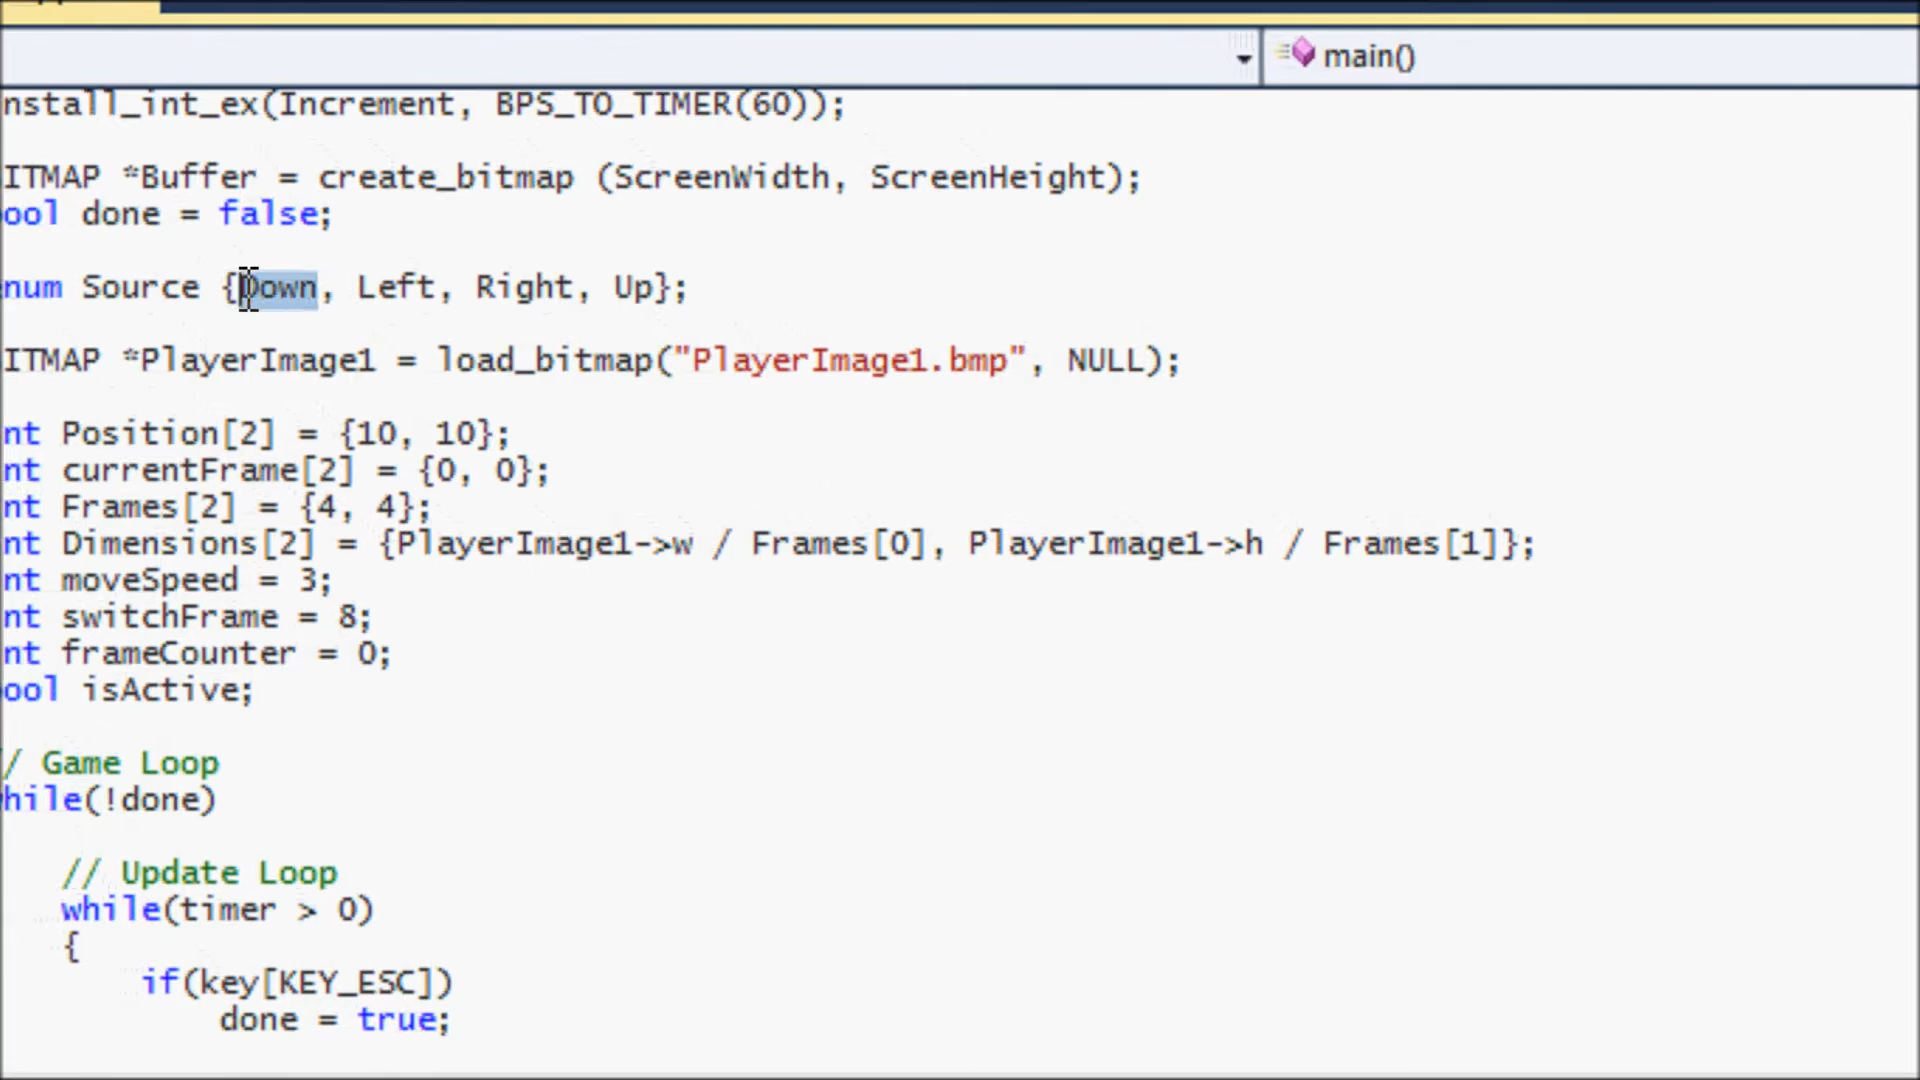 main()
nstall_int_ex(Increment, BPS_TO_TIMER(60));
ITMAP *Buffer = create_bitmap (ScreenWidth, ScreenHeight);
ool done = false;
num Source {Down, Left, Right, Up};
ITMAP *PlayerImage1 = load_bitmap("PlayerImage1.bmp", NULL);
nt Position[2] = {10, 10};
nt currentFrame[2] = {0, 0};
nt Frames[2] = {4, 4};
nt Dimensions[2] = {PlayerImage1->w / Frames[0], PlayerImage1->h / Frames[1]};
nt moveSpeed = 3;
nt switchFrame = 8;
nt frameCounter = 0;
ool isActive;
/ Game Loop
hile(!done)
// Update Loop
while(timer > 0)
{
if(key[KEY_ESC])
done = true;